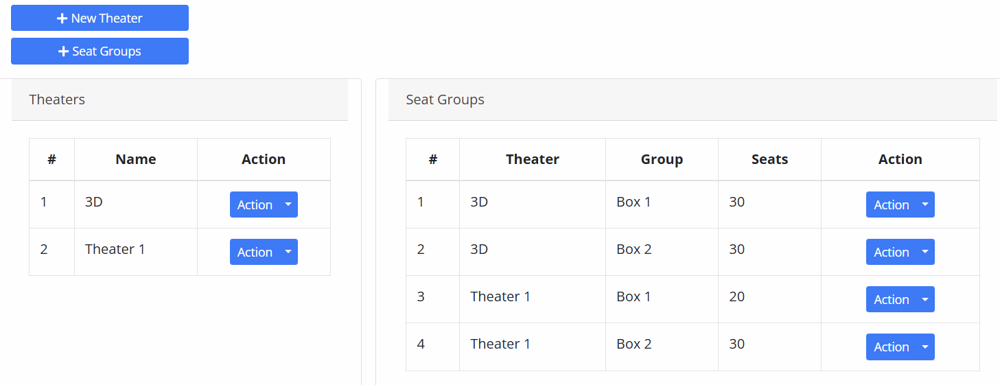 New Theater
Seat Groups
Theaters
# Name Action
1 3D Action
2 Theater 1 Action
Seat Groups
# Theater Group Seats Action
1 3D Box 1 30 Action
2 3D Box 2 30 Action
3 Theater 1 Box 1 20 Action
4 Theater 1 Box 2 30 Action